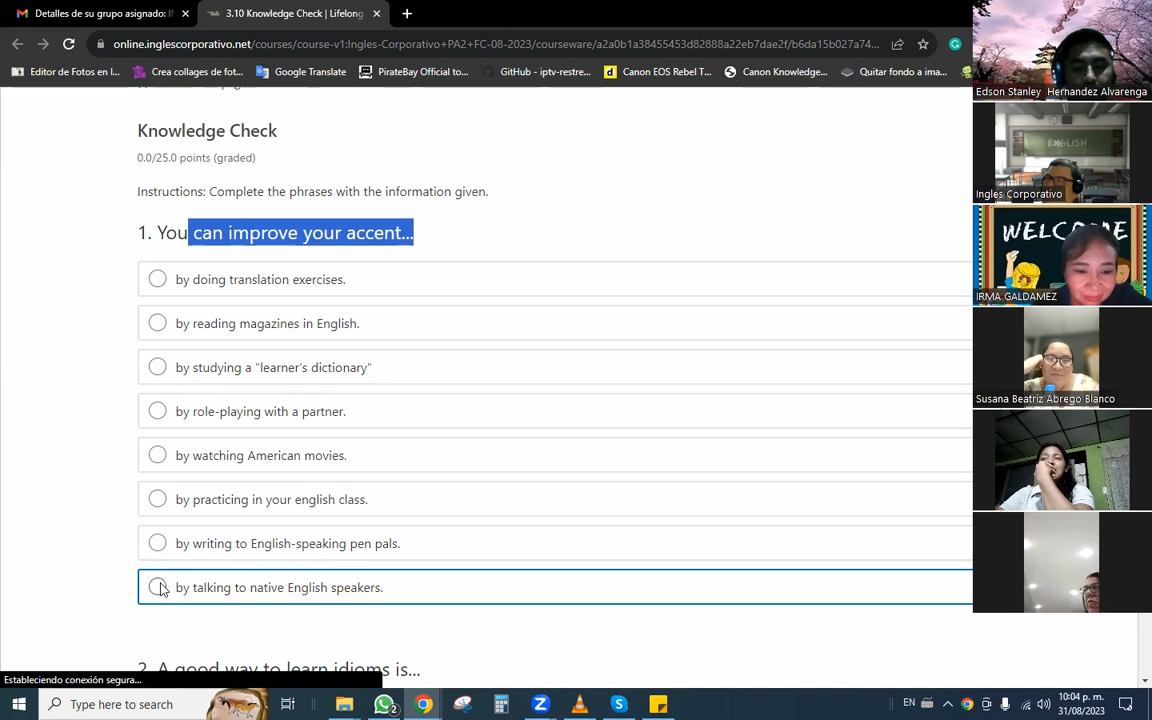 Detalles de su grupo asignado: I
3.10 Knowledge Check | Lifelong
online.inglescorporativo.net/courses/course-v1:Ingles-Corporativo+PA2+FC-08-2023/courseware/a2a0b1a38455453d82888a22eb7dae2f/b6da15b027a74...
Editor de Fotos en l...
Crea collages de fot...
Google Translate
PirateBay Official to...
GitHub - iptv-restre...
Canon EOS Rebel T...
Canon Knowledge...
Quitar fondo a ima...
Knowledge Check
0.0/25.0 points (graded)
Instructions: Complete the phrases with the information given.
1. You can improve your accent...
by doing translation exercises.
by reading magazines in English.
by studying a "learner's dictionary"
by role-playing with a partner.
by watching American movies.
by practicing in your english class.
by writing to English-speaking pen pals.
by talking to native English speakers.
2. A good way to learn idioms is...
Estableciendo conexión segura...
Edson Stanley Hernandez Alvarenga
ENGLISH
Ingles Corporativo
WELCOME
IRMA GALDAMEZ
Susana Beatriz Abrego Blanco
Type here to search
2
EN
10:04 p. m.
31/08/2023